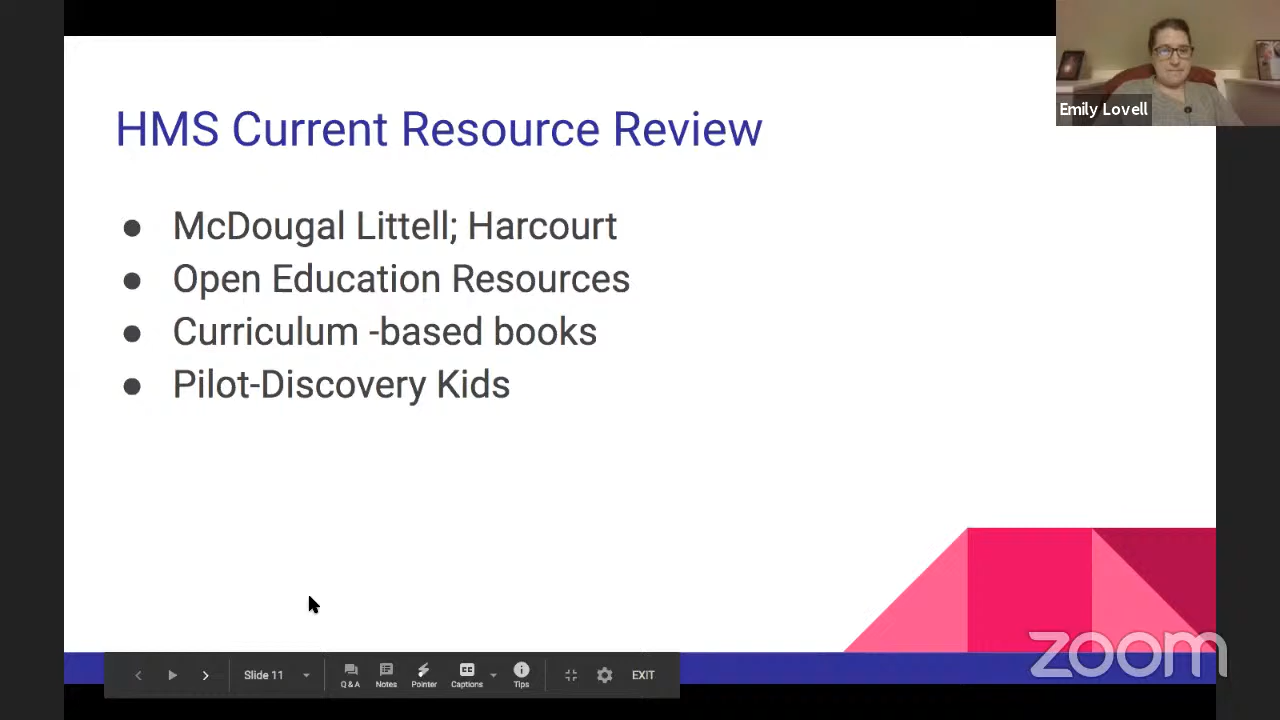 HMS Current Resource Review
Emily Lovell
● McDougal Littell; Harcourt
● Open Education Resources
● Curriculum -based books
● Pilot-Discovery Kids
zoom
Slide 11
Q & A
Notes
Pointer
CC
Captions
Tips
EXIT